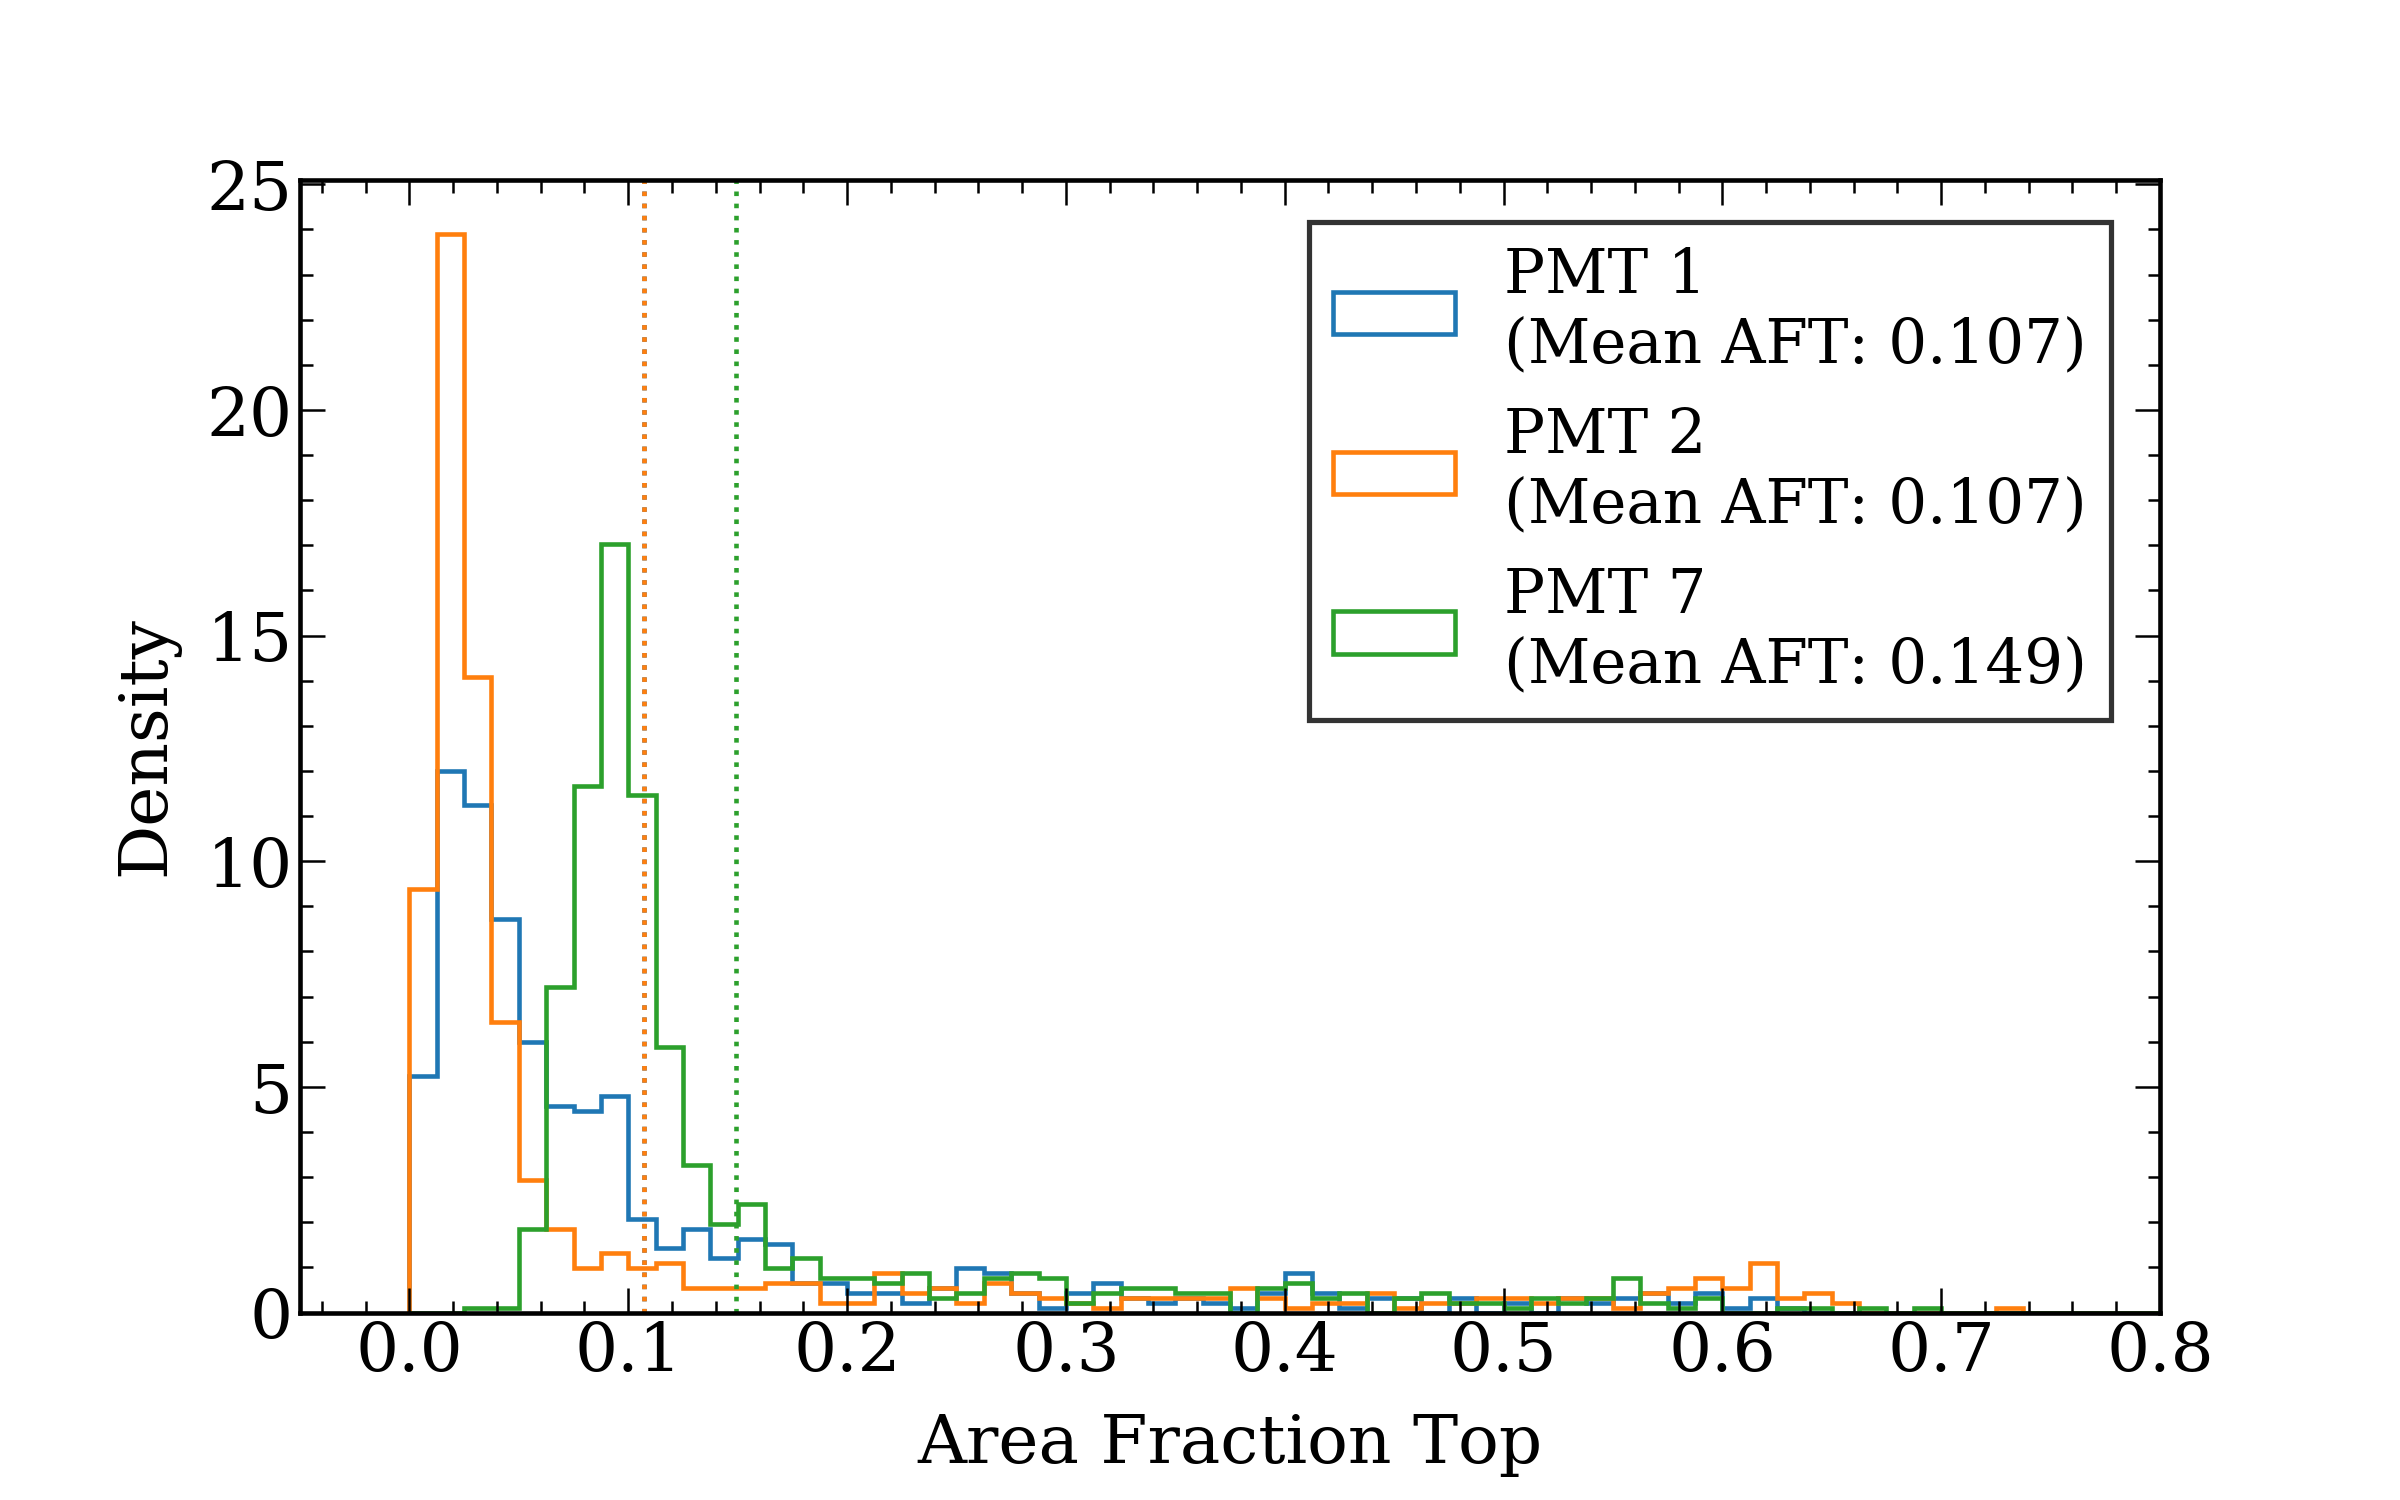 25
20
15
10
5
0
Density
PMT 1
(Mean AFT: 0.107)
PMT 2
(Mean AFT: 0.107)
PMT 7
(Mean AFT: 0.149)
0.0 0.1 0.2 0.3 0.4 0.5 0.6 0.7 0.8
Area Fraction Top